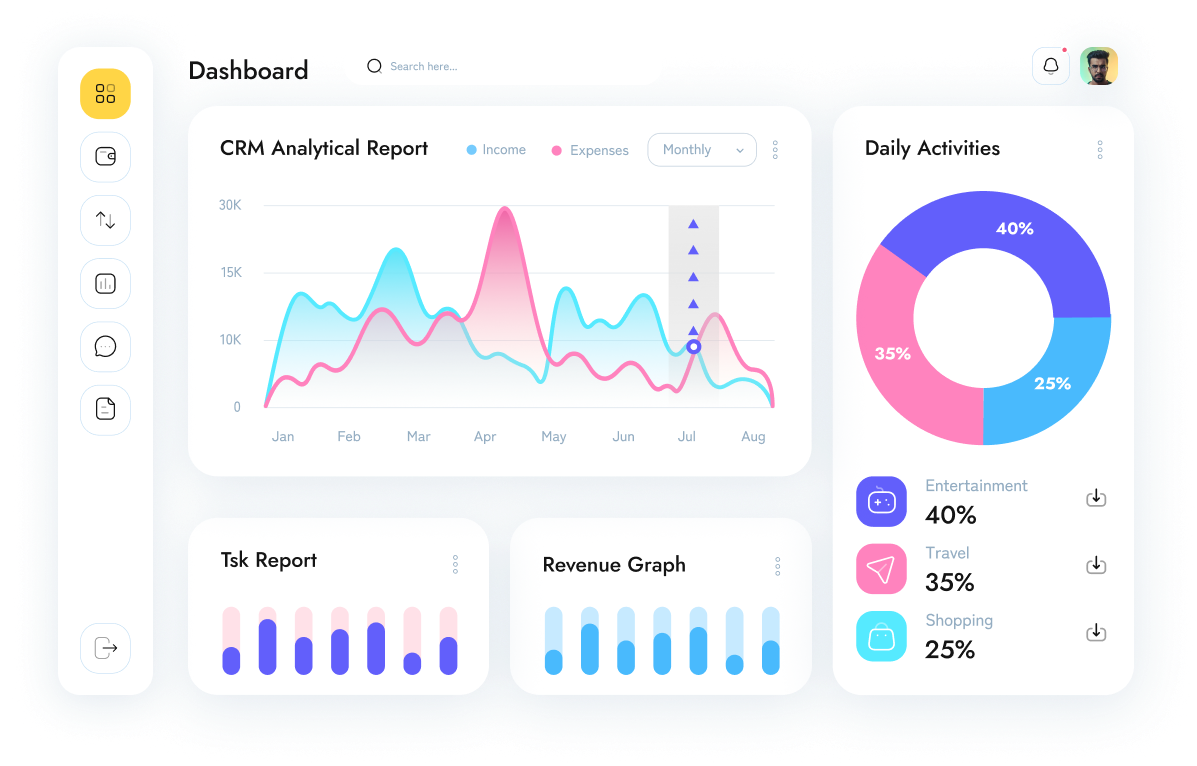 Dashboard
Search here...
CRM Analytical Report
Income
Expenses
Monthly
30K
15K
10K
0
Jan Feb Mar Apr May Jun Jul Aug
Daily Activities
40%
35%
25%
Entertainment
40%
Travel
35%
Shopping
25%
Tsk Report
Revenue Graph